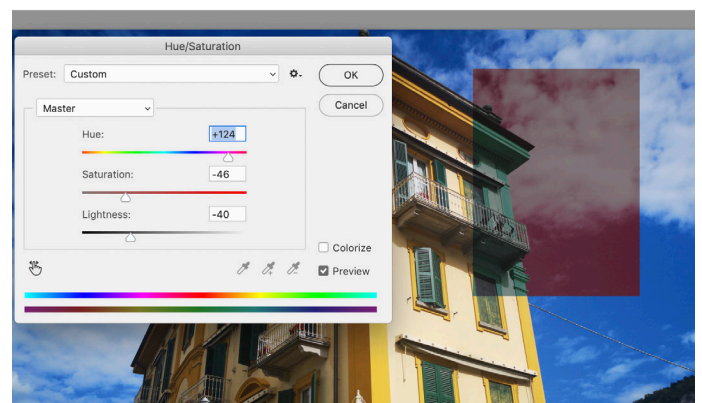 Hue/Saturation
Preset: Custom
OK
Master
Cancel
Hue: +124
Saturation: -46
Lightness: -40
Colorize
Preview